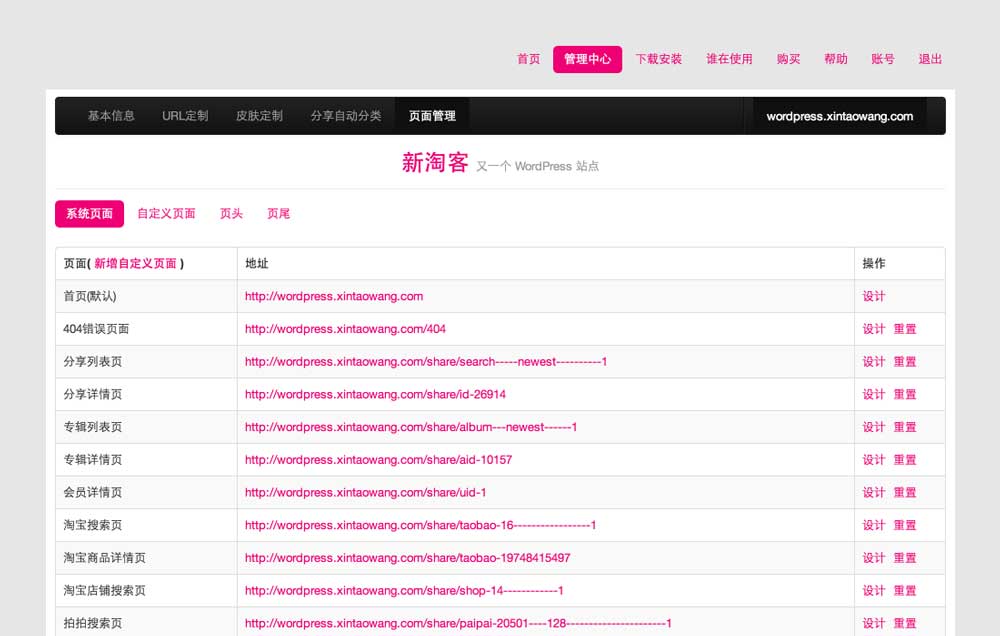 首页 管理中心 下载安装 谁在使用 购买 帮助 账号 退出
基本信息 URL定制 皮肤定制 分享自动分类 页面管理 wordpress.xintaowang.com
新淘客 又一个 WordPress 站点
系统页面 自定义页面 页头 页尾
页面( 新增自定义页面 ) 地址 操作
首页(默认) http://wordpress.xintaowang.com 设计
404错误页面 http://wordpress.xintaowang.com/404 设计 重置
分享列表页 http://wordpress.xintaowang.com/share/search-----newest----------1 设计 重置
分享详情页 http://wordpress.xintaowang.com/share/id-26914 设计 重置
专辑列表页 http://wordpress.xintaowang.com/share/album---newest------1 设计 重置
专辑详情页 http://wordpress.xintaowang.com/share/aid-10157 设计 重置
会员详情页 http://wordpress.xintaowang.com/share/uid-1 设计 重置
淘宝搜索页 http://wordpress.xintaowang.com/share/taobao-16-----------------1 设计 重置
淘宝商品详情页 http://wordpress.xintaowang.com/share/taobao-19748415497 设计 重置
淘宝店铺搜索页 http://wordpress.xintaowang.com/share/shop-14------------1 设计 重置
拍拍搜索页 http://wordpress.xintaowang.com/share/paipai-20501----128----------------------1 设计 重置